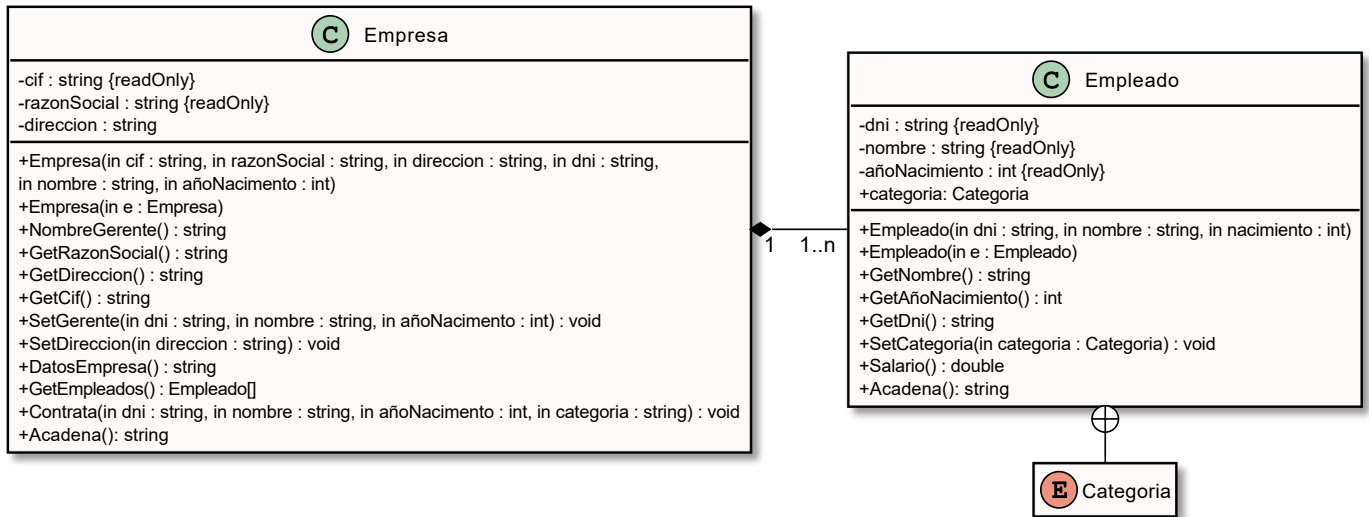 C Empresa
-cif : string {readOnly}
-razonSocial : string {readOnly}
-direccion : string
+Empresa(in cif : string, in razonSocial : string, in direccion : string, in dni : string,
in nombre : string, in añoNacimento : int)
+Empresa(in e : Empresa)
+NombreGerente() : string
+GetRazonSocial() : string
+GetDireccion() : string
+GetCif() : string
+SetGerente(in dni : string, in nombre : string, in añoNacimento : int) : void
+SetDireccion(in direccion : string) : void
+DatosEmpresa() : string
+GetEmpleados() : Empleado[]
+Contrata(in dni : string, in nombre : string, in añoNacimento : int, in categoria : string) : void
+Acadena(): string
1 1..n
C Empleado
-dni : string {readOnly}
-nombre : string {readOnly}
-añoNacimiento : int {readOnly}
+categoria: Categoria
+Empleado(in dni : string, in nombre : string, in nacimiento : int)
+Empleado(in e : Empleado)
+GetNombre() : string
+GetAñoNacimiento() : int
+GetDni() : string
+SetCategoria(in categoria : Categoria) : void
+Salario() : double
+Acadena(): string
E Categoria